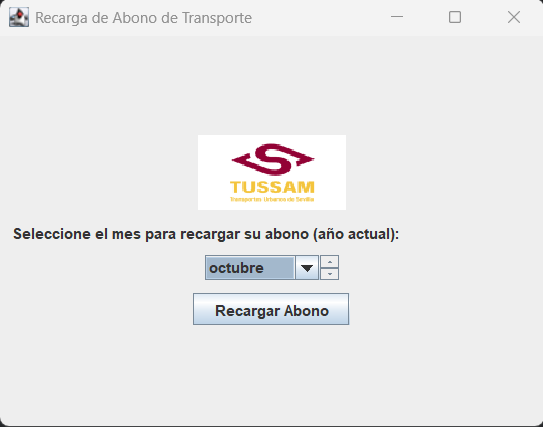 Recarga de Abono de Transporte
TUSSAM
Transportes Urbanos de Sevilla
Seleccione el mes para recargar su abono (año actual):
octubre
Recargar Abono